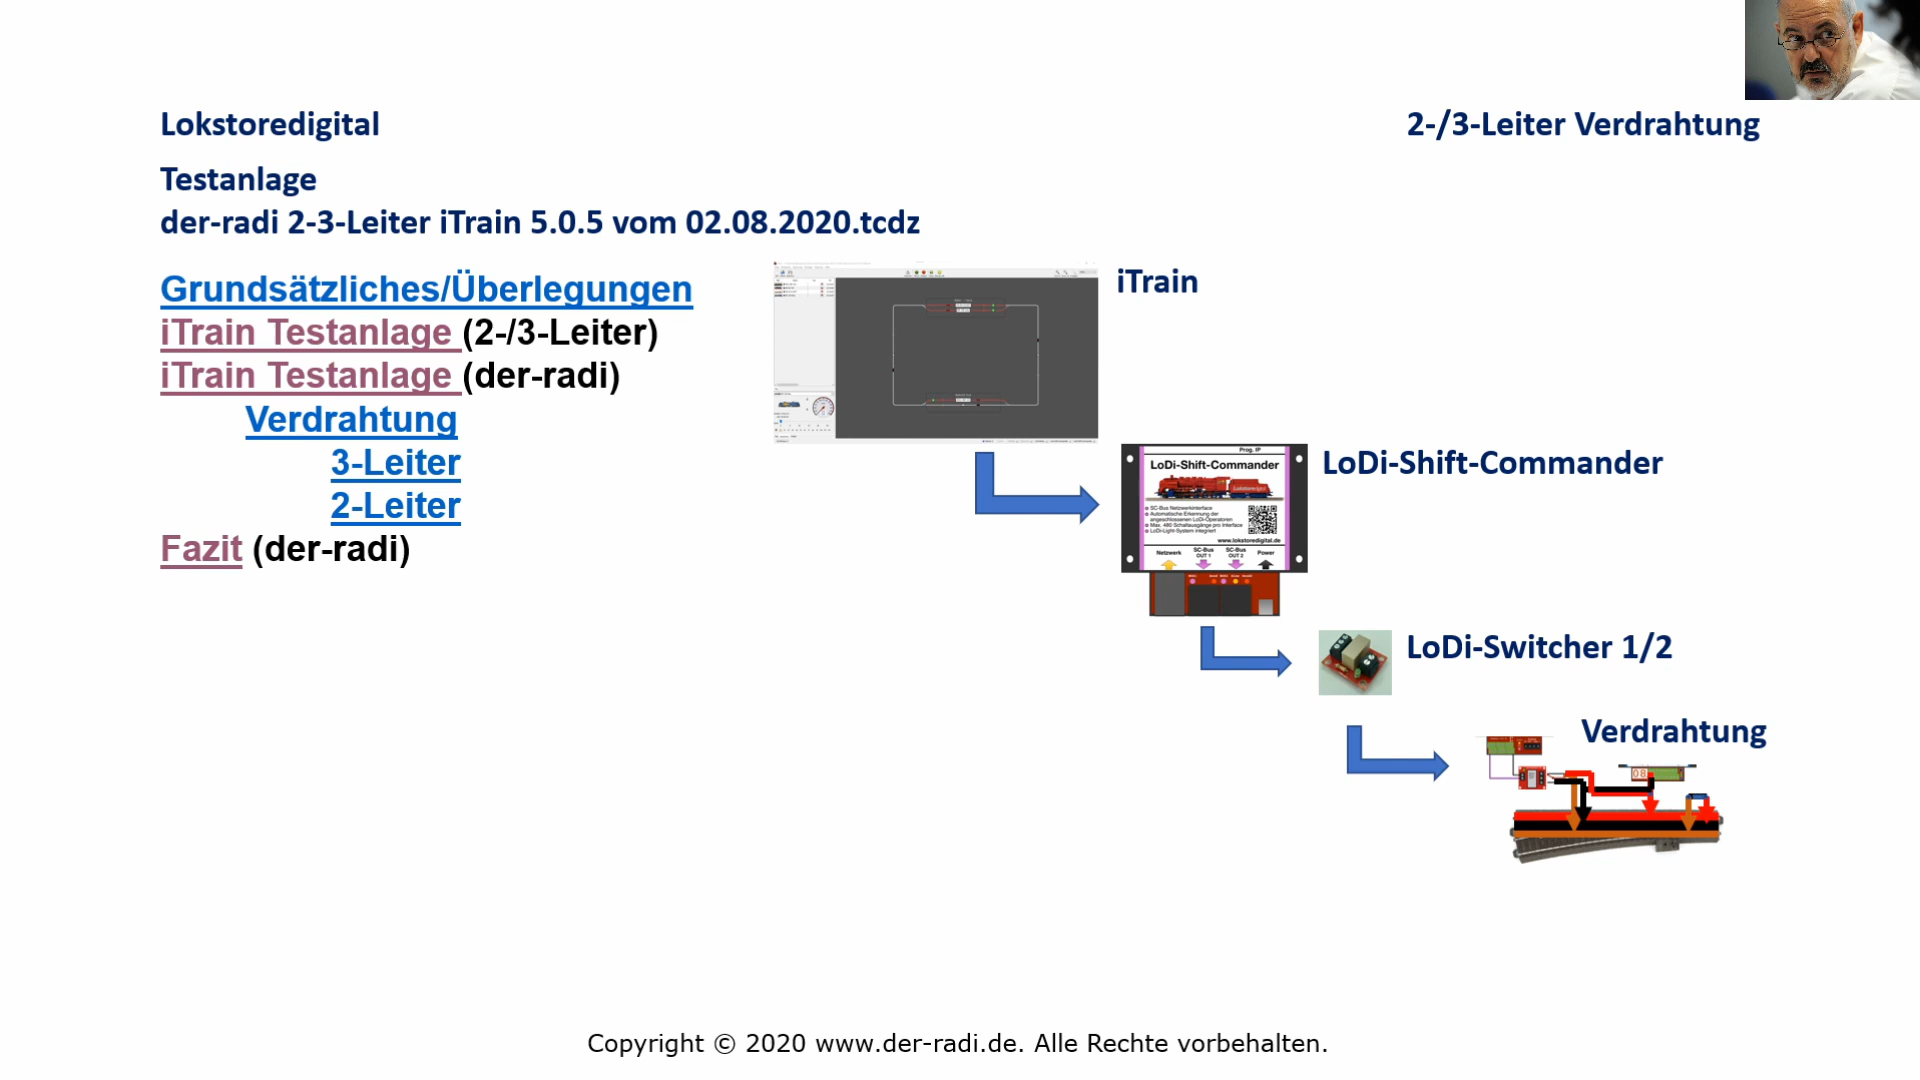 Lokstoredigital
2-/3-Leiter Verdrahtung
Testanlage
der-radi 2-3-Leiter iTrain 5.0.5 vom 02.08.2020.tcdz
Grundsätzliches/Überlegungen
iTrain Testanlage (2-/3-Leiter)
iTrain Testanlage (der-radi)
Verdrahtung
3-Leiter
2-Leiter
Fazit (der-radi)
iTrain
Prog. IP
LoDi-Shift-Commander
Lokstoredigital
SC-Bus Netzwerkinterface
Automatische Erkennung der
angeschlossenen LoDi-Operatoren
Max. 480 Schaltausgänge pro Interface
LoDi-Light-System integriert
www.lokstoredigital.de
Netzwerk
SC-Bus
OUT 1
SC-Bus
OUT 2
Power
LoDi-Shift-Commander
LoDi-Switcher 1/2
Verdrahtung
08
Copyright © 2020 www.der-radi.de. Alle Rechte vorbehalten.